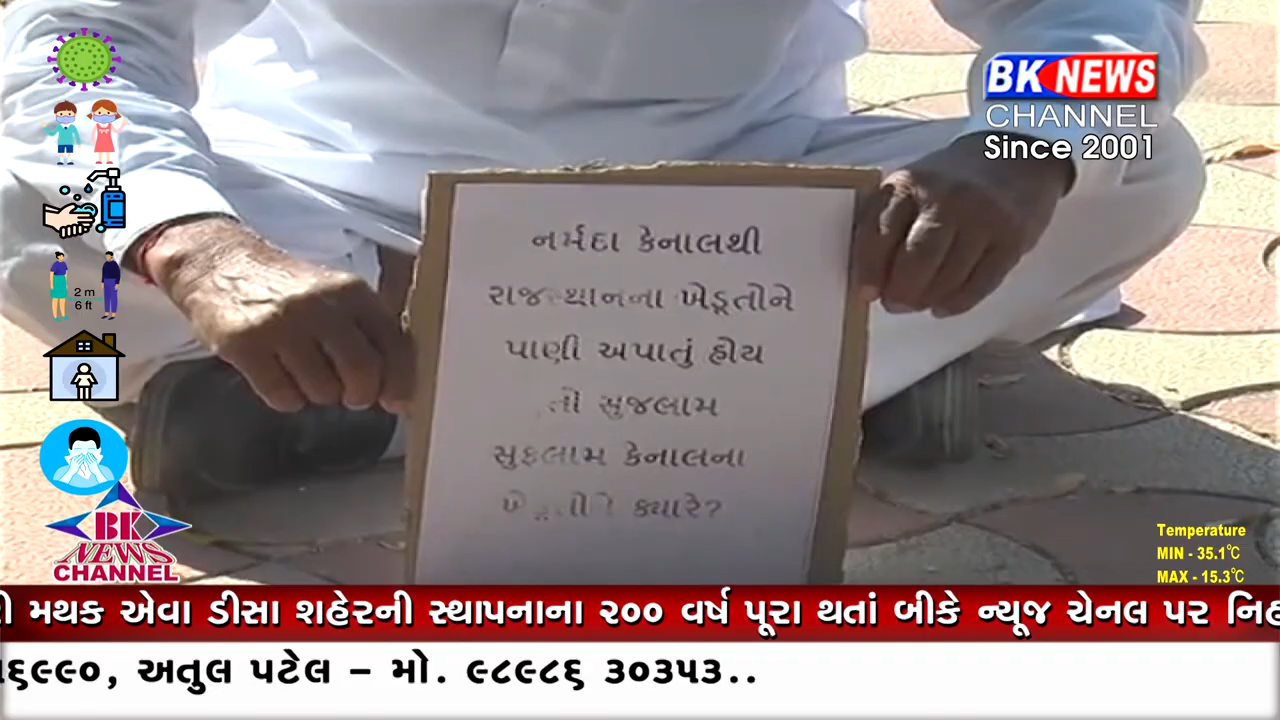 BK NEWS
CHANNEL
Since 2001
નર્મદા કેનાલથી
રાજસ્થાનના ખેડૂતોને
પાણી અપાતું હોય
તો સુજલામ
સુફલામ કેનાલના
ખેડૂતોને ક્યારે?
2 m
6 ft
BK
NEWS
CHANNEL
Temperature
MIN - 35.1°C
MAX - 15.3°C
મથક એવા ડીસા શહેરની સ્થાપનાના ૨૦૦ વર્ષ પૂરા થતાં બીકે ન્યૂજ ચેનલ પર
૬૯૯૦, અતુલ પટેલ – મો. ૯૮૯૮૬ ૩૦૩૫૩..